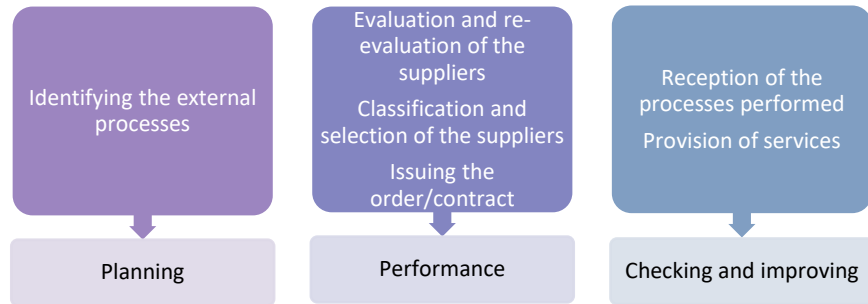 Identifying the external
processes
Planning
Evaluation and re-
evaluation of the
suppliers
Classification and
selection of the suppliers
Issuing the
order/contract
Performance
Reception of the
processes performed
Provision of services
Checking and improving